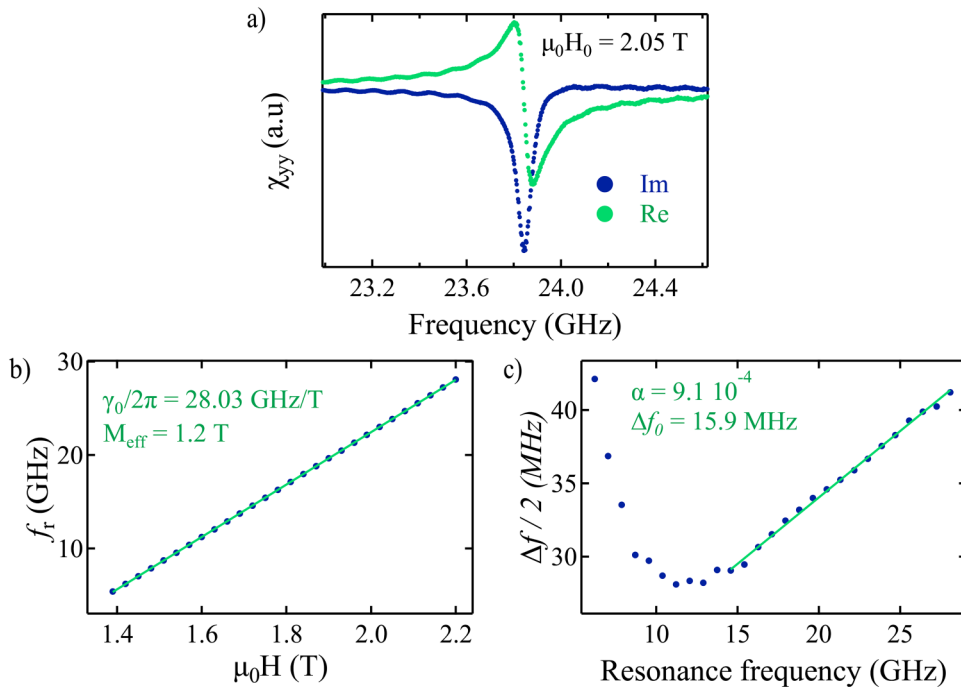 a)
μ₀H₀ = 2.05 T
χyy (a.u)
Im
Re
23.2 23.6 24.0 24.4
Frequency (GHz)
b)
30
20
10
fr (GHz)
γ₀/2π = 28.03 GHz/T
Meff = 1.2 T
1.4 1.6 1.8 2.0 2.2
μ₀H (T)
c)
40
35
30
Δf / 2 (MHz)
α = 9.1 10⁻⁴
Δf₀ = 15.9 MHz
10 15 20 25
Resonance frequency (GHz)